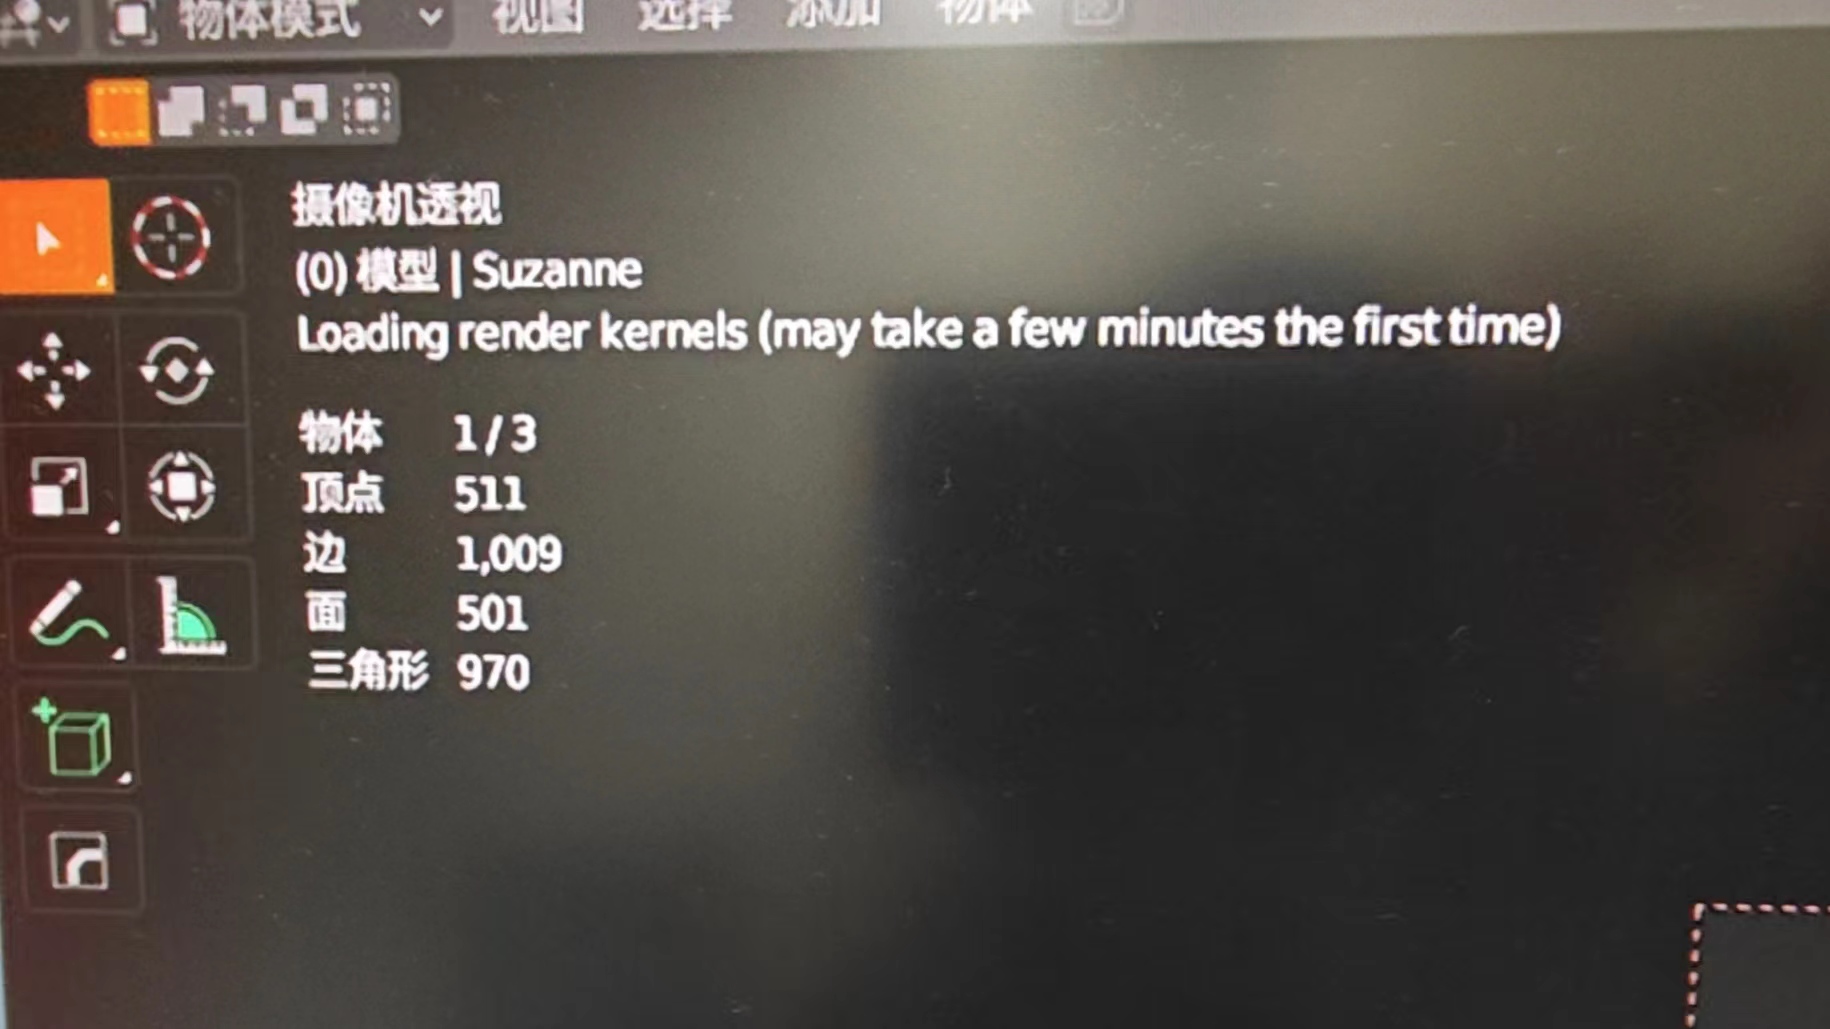 物体模式 视图 选择 添加 物体
摄像机透视
(0) 模型 | Suzanne
Loading render kernels (may take a few minutes the first time)
物体 1 / 3
顶点 511
边 1,009
面 501
三角形 970